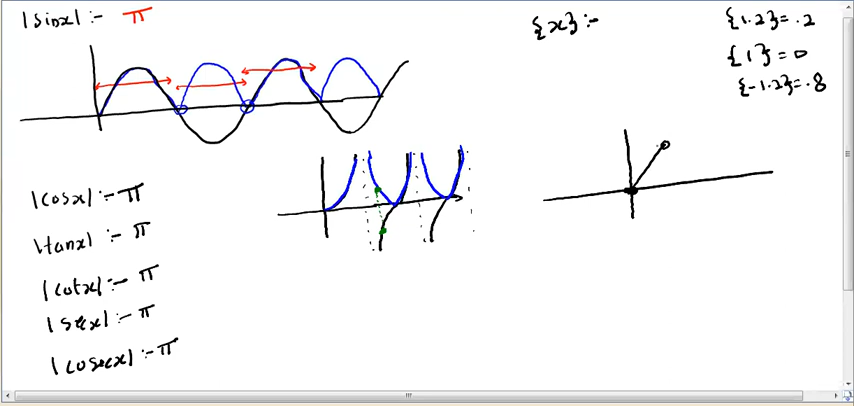 |sinx| :- π
{x} :-
{1.2} = .2
{1} = 0
{-1.2} = .8
|cosx| :- π
|tanx| :- π
|cotx| :- π
|secx| :- π
|cosecx| :- π